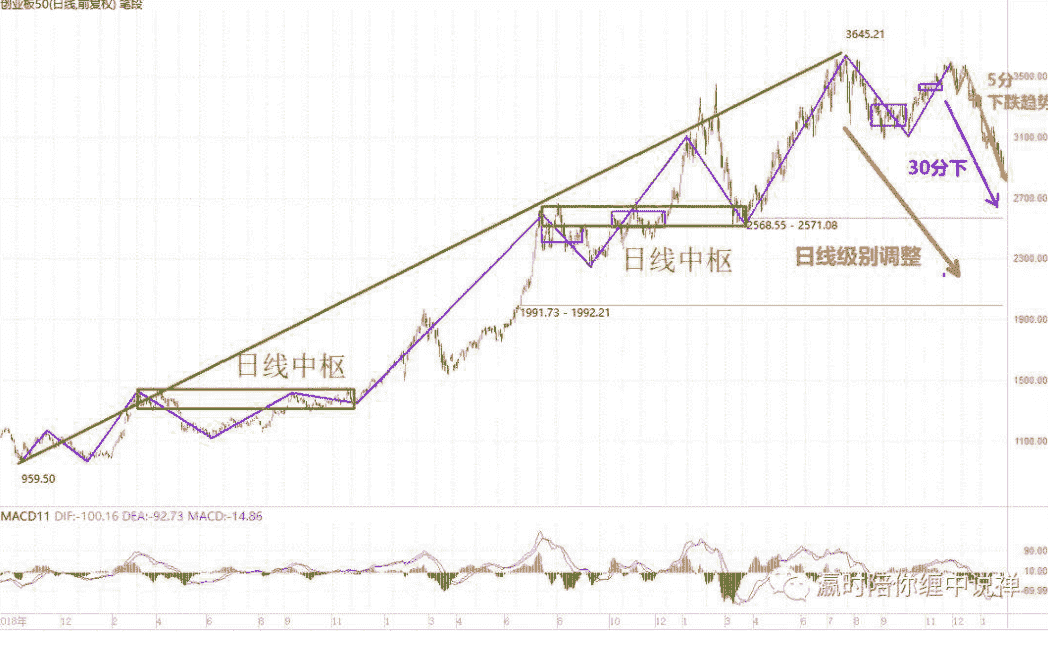 创业板50(日线,前复权) 笔段
3645.21
3500.00
5分
下跌趋势
3100.00
30分下
2700.00
2568.55 - 2571.08
日线中枢
日线级别调整
2300.00
1991.73 - 1992.21
1900.00
日线中枢
1500.00
1100.00
959.50
MACD11 DIF:-100.16 DEA:-92.73 MACD:-14.86
90.00
10.00
-69.99
瀛时陪你缠中说禅
018年 12 2 4 6 8 9 11 1 3 4 6 8 10 12 1 3 4 6 7 8 9 11 12 1